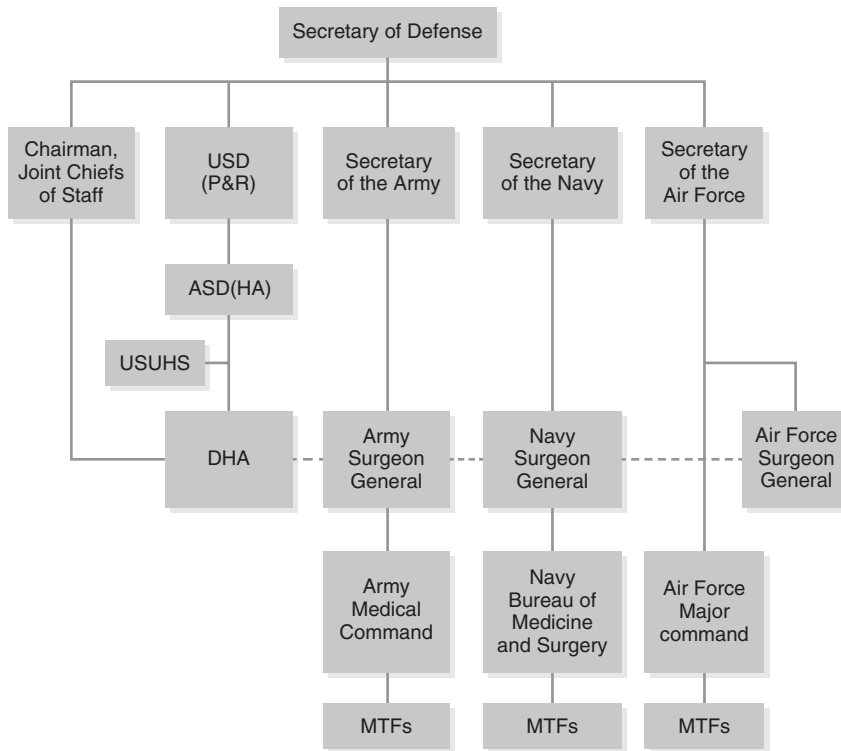 Secretary of Defense
Chairman,
Joint Chiefs
of Staff
USD
(P&R)
Secretary
of the Army
Secretary
of the Navy
Secretary
of the
Air Force
ASD(HA)
USUHS
DHA
Army
Surgeon
General
Navy
Surgeon
General
Air Force
Surgeon
General
Army
Medical
Command
Navy
Bureau of
Medicine
and Surgery
Air Force
Major
command
MTFs
MTFs
MTFs